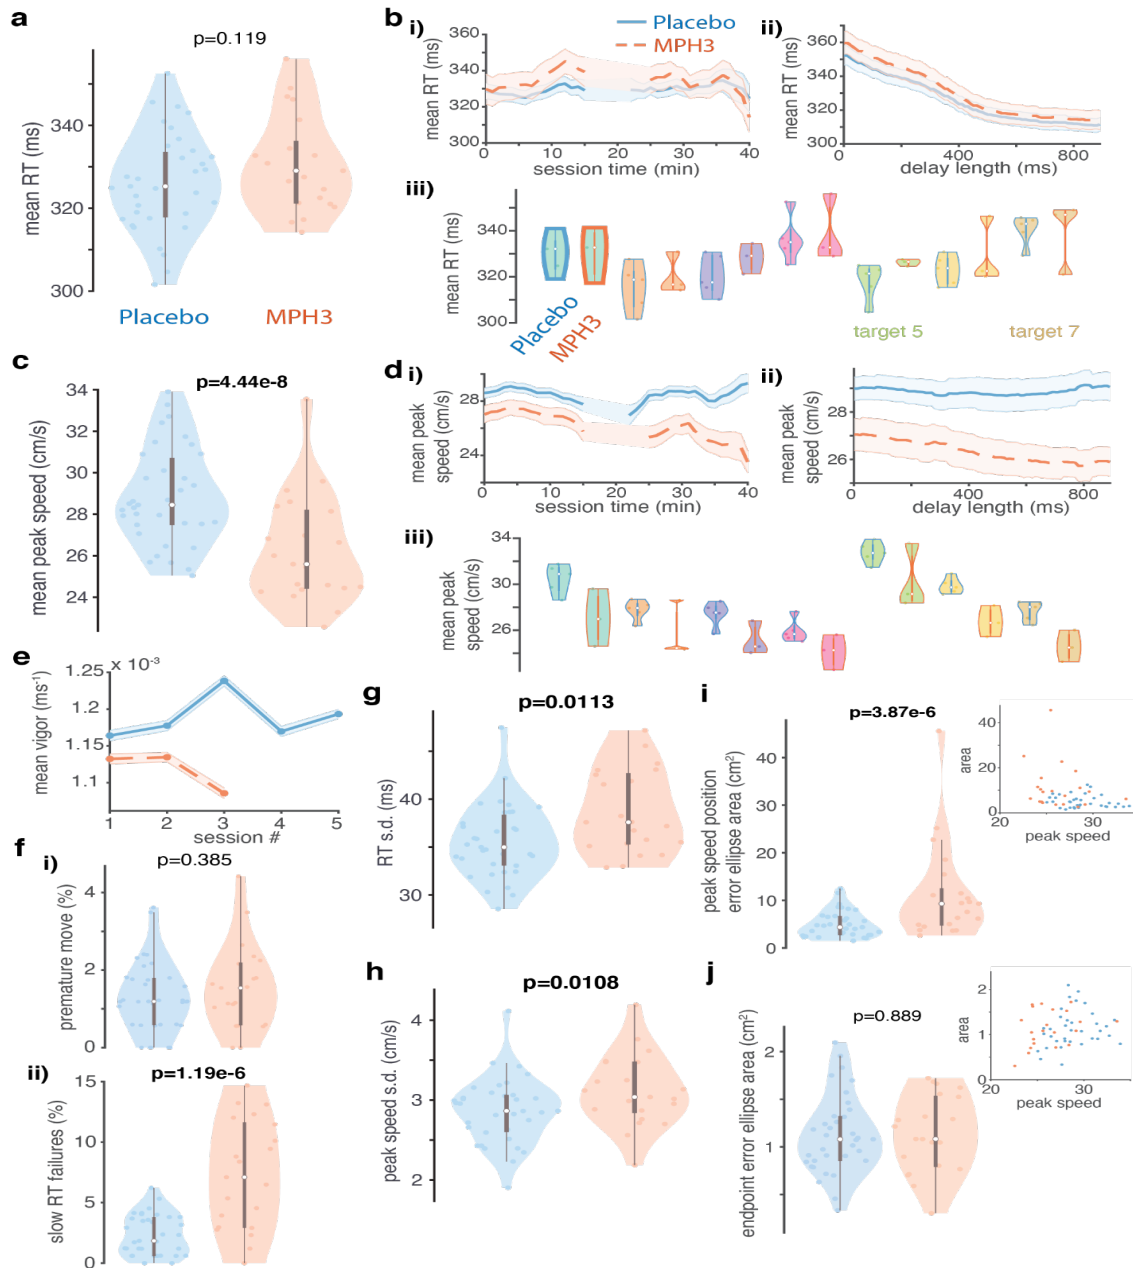 a
p=0.119
mean RT (ms)
340
320
300
Placebo
MPH3
b
i)
Placebo
MPH3
mean RT (ms)
360
340
320
300
0
10
20
30
40
session time (min)
ii)
mean RT (ms)
360
340
320
300
0
400
800
delay length (ms)
iii)
mean RT (ms)
340
320
300
Placebo
MPH3
target 5
target 7
c
p=4.44e-8
mean peak speed (cm/s)
34
32
30
28
26
24
d
i)
mean peak
speed (cm/s)
28
24
0
10
20
30
40
session time (min)
ii)
mean peak
speed (cm/s)
28
26
0
400
800
delay length (ms)
iii)
mean peak
speed (cm/s)
34
30
26
e
x 10-3
mean vigor (ms-1)
1.25
1.2
1.15
1.1
1
2
3
4
5
session #
f
i)
p=0.385
premature move (%)
4
2
0
ii)
p=1.19e-6
slow RT failures (%)
15
10
5
0
g
p=0.0113
RT s.d. (ms)
40
30
h
p=0.0108
peak speed s.d. (cm/s)
4
3
2
i
p=3.87e-6
peak speed position
error ellipse area (cm2)
40
30
20
10
0
area
40
20
0
20
30
peak speed
j
p=0.889
endpoint error ellipse area (cm2)
2
1
area
2
1
0
20
30
peak speed